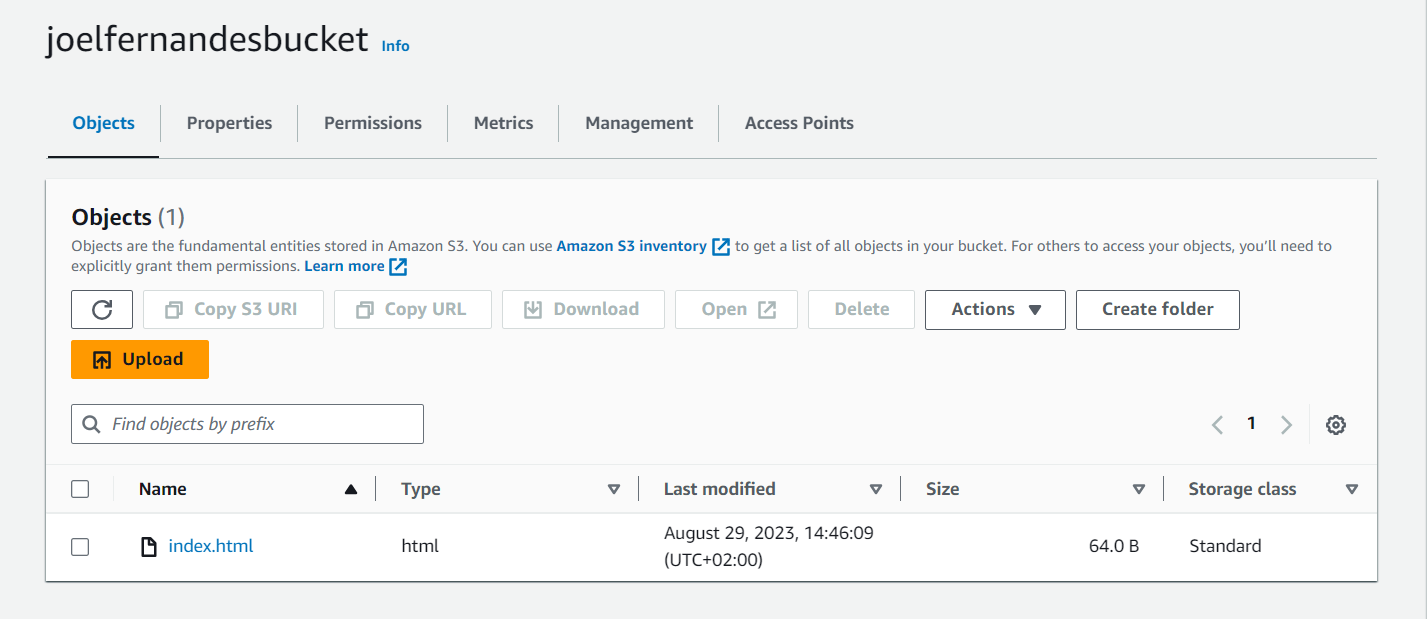 joelfernandesbucket Info
Objects Properties Permissions Metrics Management Access Points
Objects (1)
Objects are the fundamental entities stored in Amazon S3. You can use Amazon S3 inventory to get a list of all objects in your bucket. For others to access your objects, you’ll need to
explicitly grant them permissions. Learn more
Copy S3 URI Copy URL Download Open Delete Actions Create folder
Upload
Find objects by prefix 1
Name Type Last modified Size Storage class
index.html html August 29, 2023, 14:46:09 (UTC+02:00) 64.0 B Standard